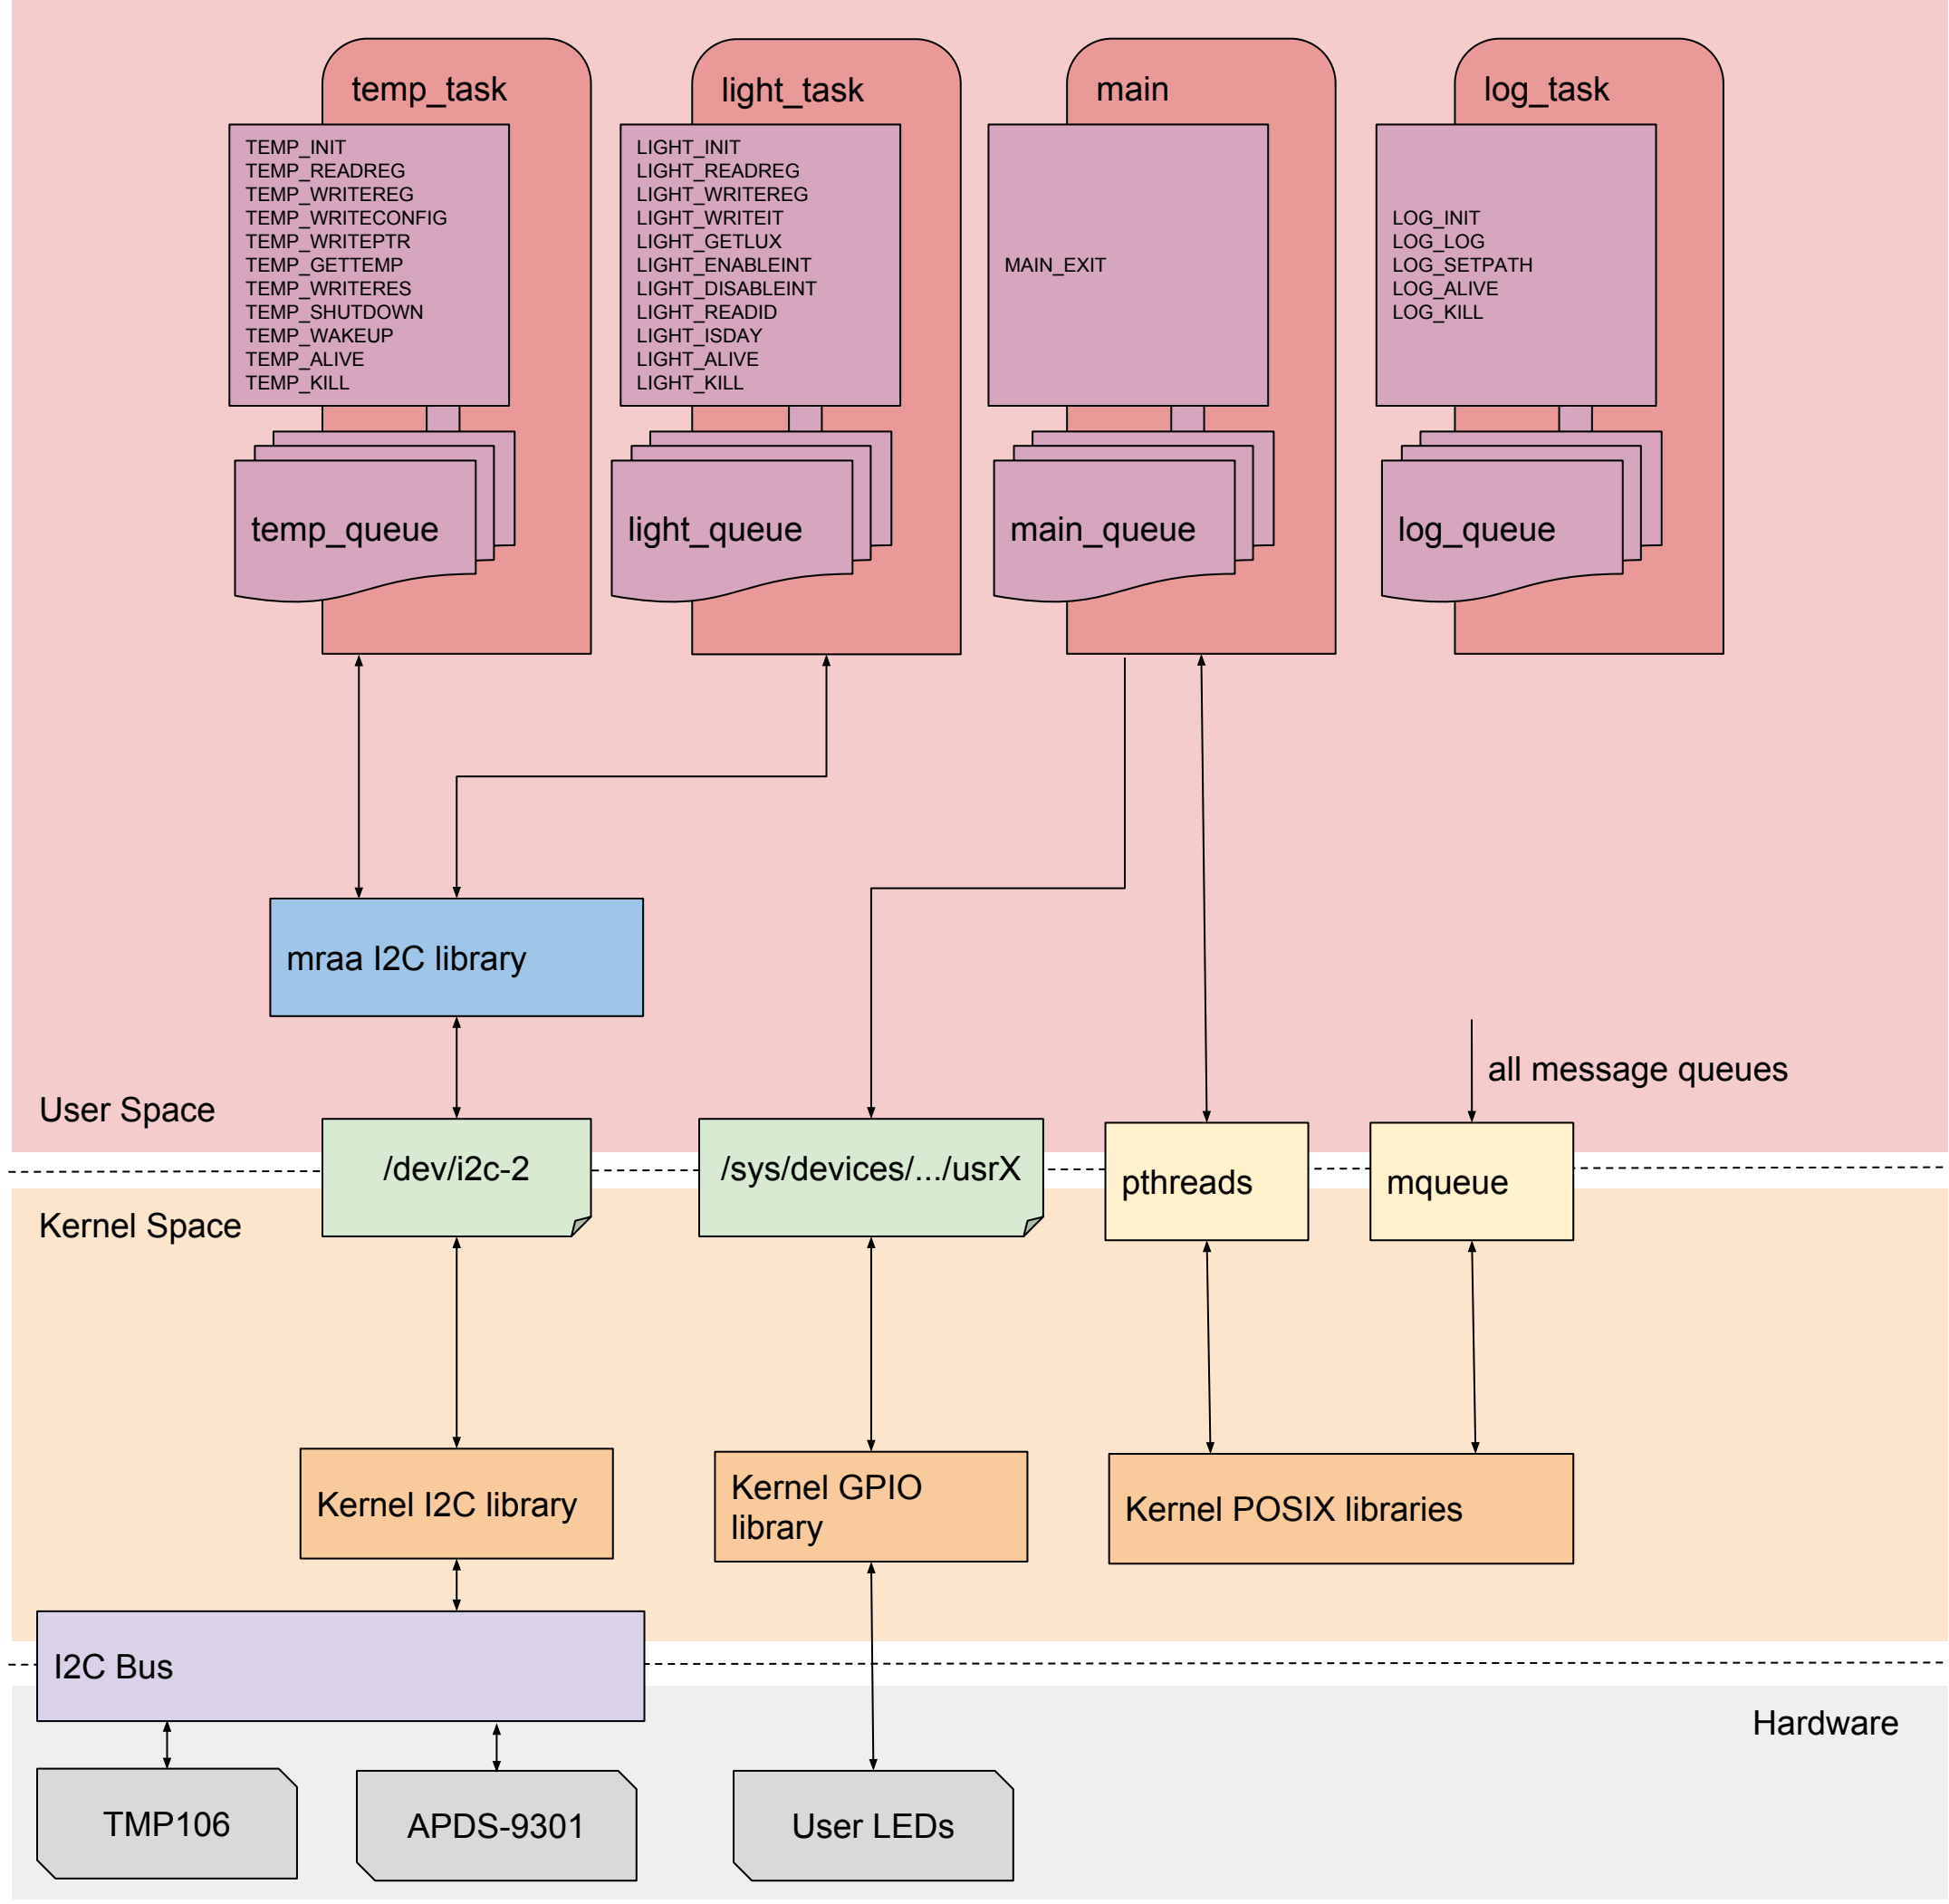 temp_task
TEMP_INIT
TEMP_READREG
TEMP_WRITEREG
TEMP_WRITECONFIG
TEMP_WRITEPTR
TEMP_GETTEMP
TEMP_WRITERES
TEMP_SHUTDOWN
TEMP_WAKEUP
TEMP_ALIVE
TEMP_KILL
temp_queue
light_task
LIGHT_INIT
LIGHT_READREG
LIGHT_WRITEREG
LIGHT_WRITEIT
LIGHT_GETLUX
LIGHT_ENABLEINT
LIGHT_DISABLEINT
LIGHT_READID
LIGHT_ISDAY
LIGHT_ALIVE
LIGHT_KILL
light_queue
main
MAIN_EXIT
main_queue
log_task
LOG_INIT
LOG_LOG
LOG_SETPATH
LOG_ALIVE
LOG_KILL
log_queue
mraa I2C library
all message queues
User Space
/dev/i2c-2
/sys/devices/.../usrX
pthreads
mqueue
Kernel Space
Kernel I2C library
Kernel GPIO
library
Kernel POSIX libraries
I2C Bus
Hardware
TMP106
APDS-9301
User LEDs